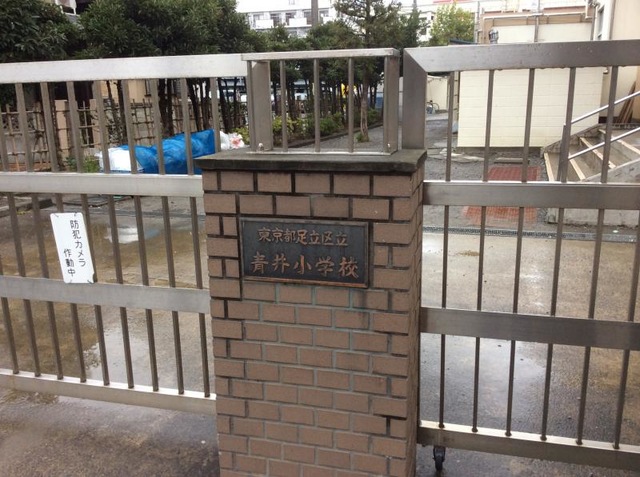 防犯カメラ
作動中
東京都足立区立
青井小学校